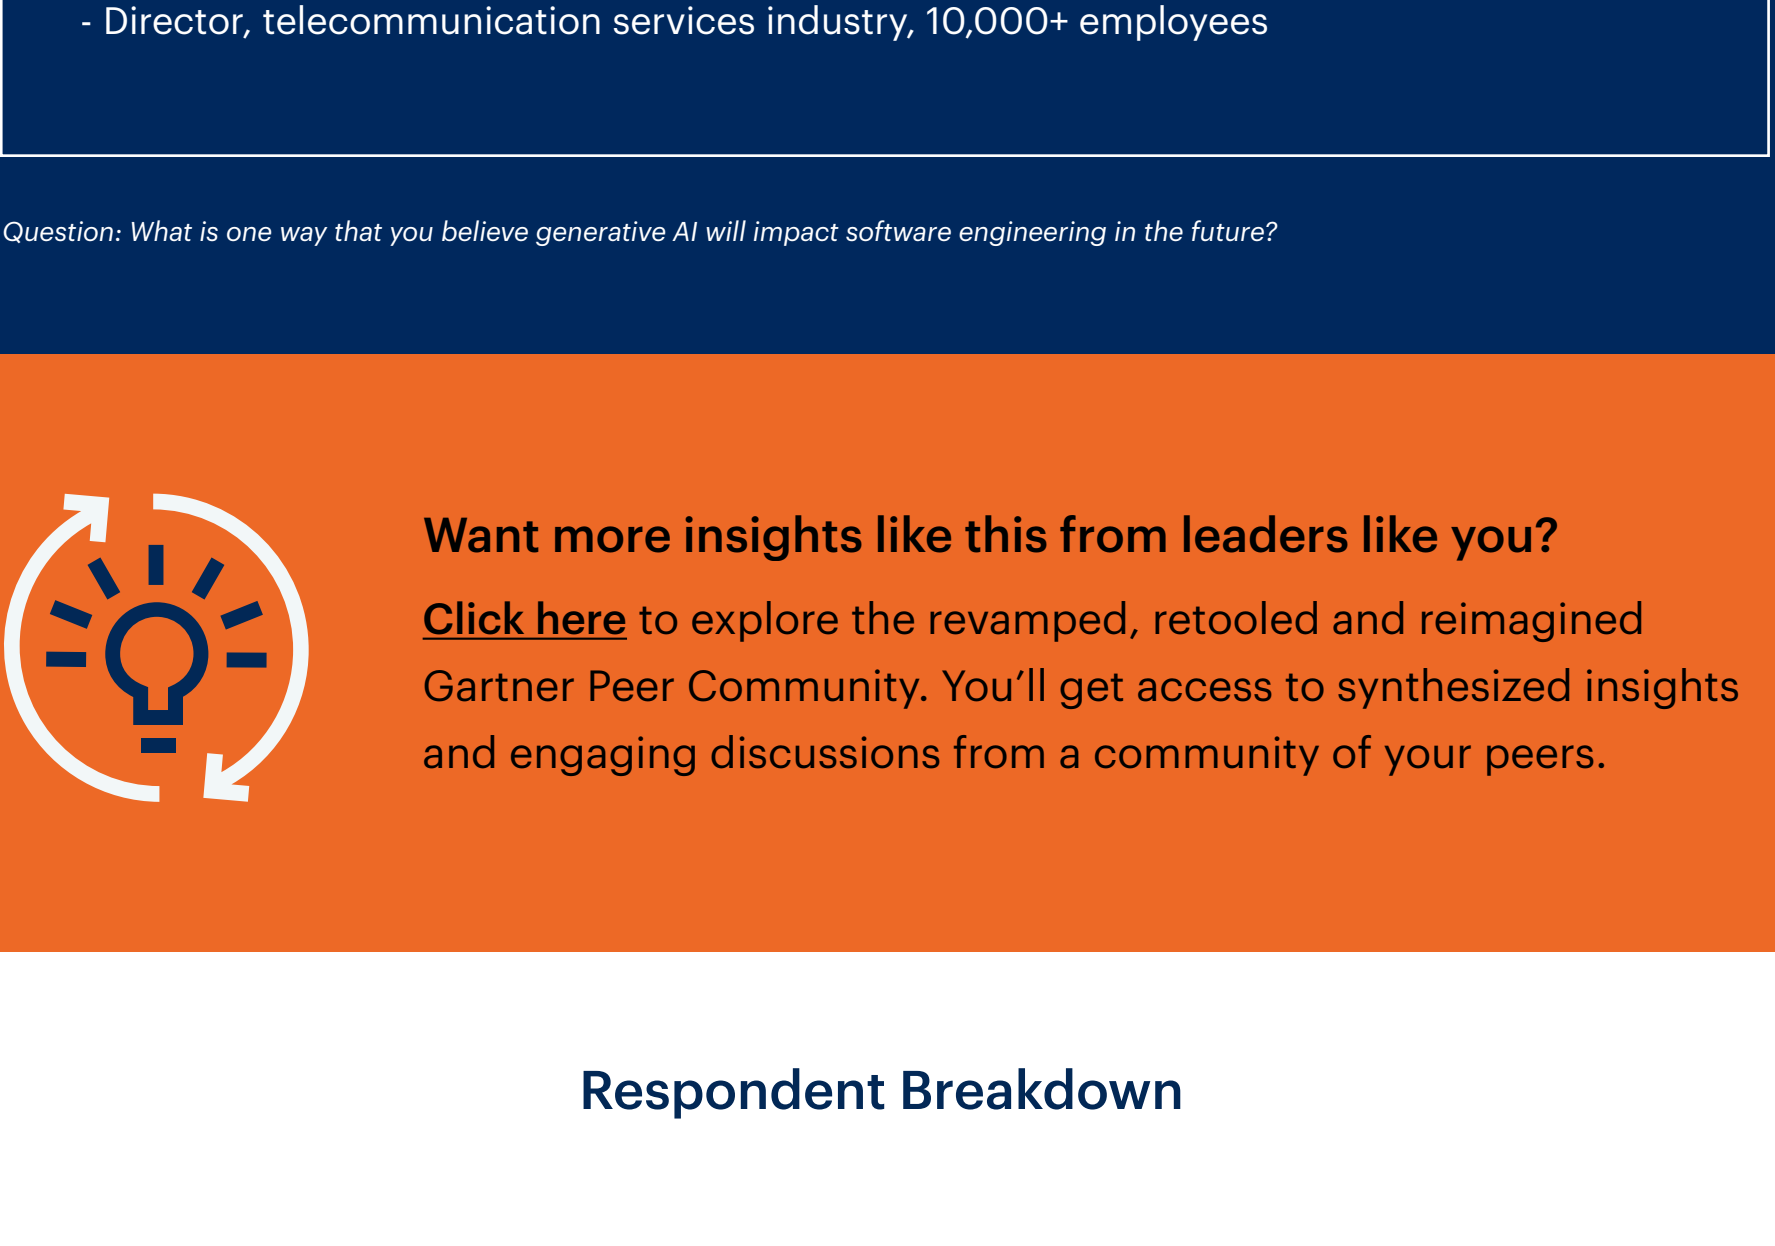 - Director, telecommunication services industry, 10,000+ employees
Question: What is one way that you believe generative AI will impact software engineering in the future?
Want more insights like this from leaders like you?
Click here to explore the revamped, retooled and reimagined
Gartner Peer Community. You’ll get access to synthesized insights
and engaging discussions from a community of your peers.
Respondent Breakdown